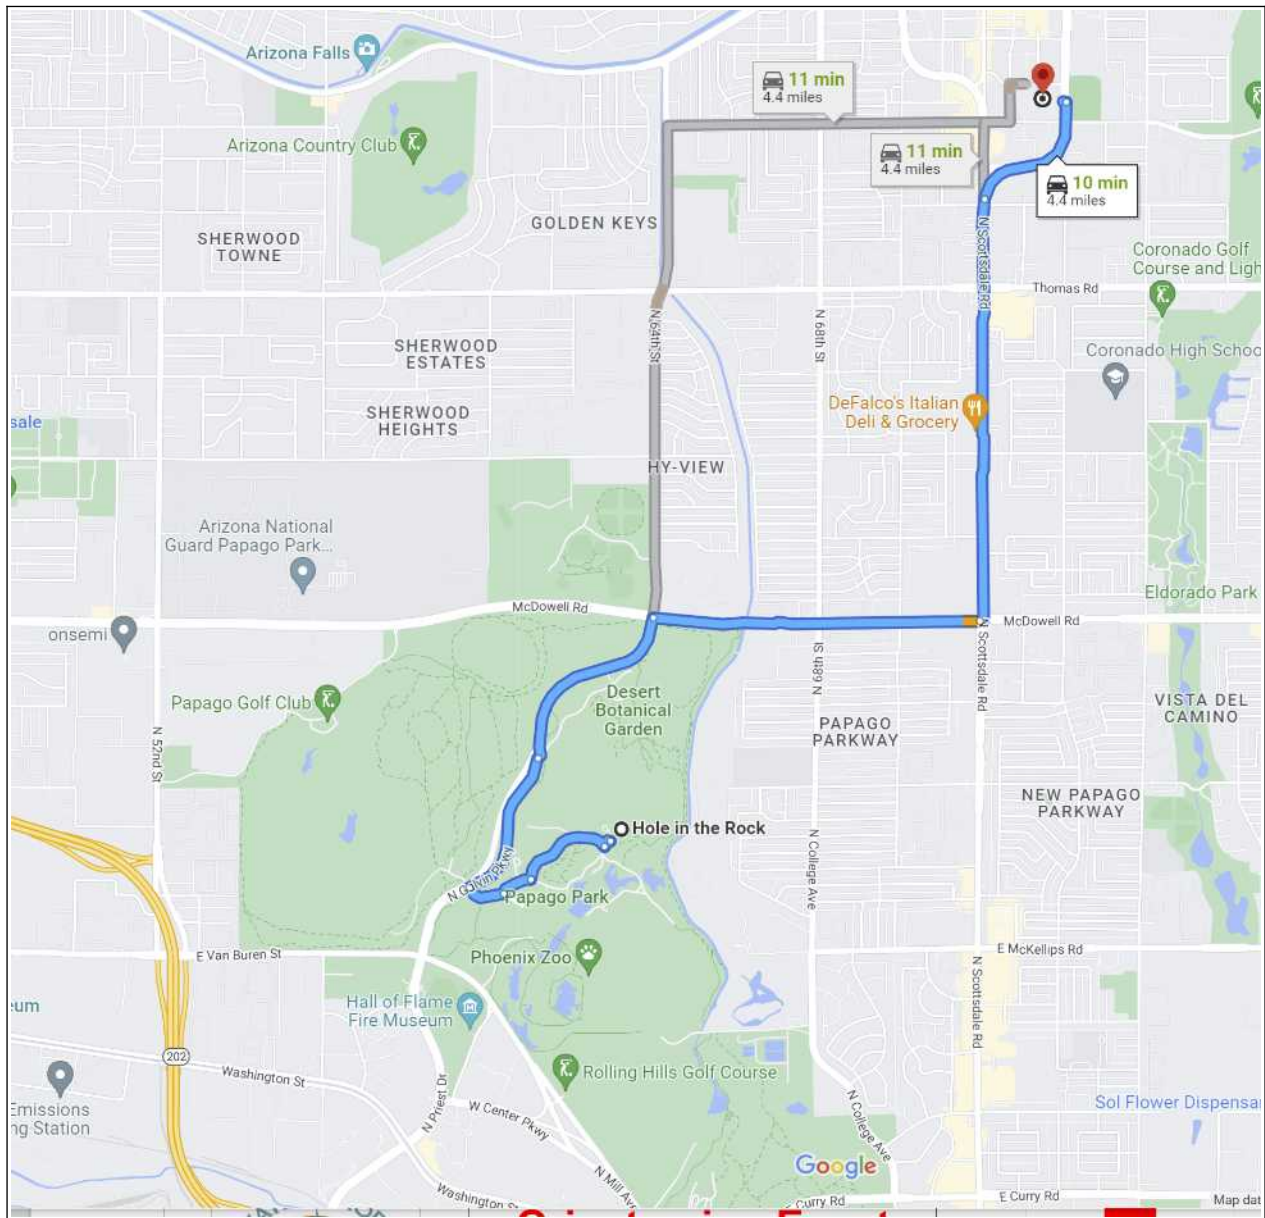 Arizona Falls
11 min
4.4 miles
Arizona Country Club
11 min
4.4 miles
10 min
4.4 miles
GOLDEN KEYS
SHERWOOD
TOWNE
N Scottsdale Rd
Coronado Golf
Course and Ligh
Thomas Rd
N 64th St
N 68th St
SHERWOOD
ESTATES
Coronado High Schoo
DeFalco's Italian
Deli & Grocery
SHERWOOD
HEIGHTS
sale
HY-VIEW
Arizona National
Guard Papago Park...
Eldorado Park
McDowell Rd
McDowell Rd
onsemi
N Scottsdale Rd
N 68th St
Desert
Botanical
Garden
Papago Golf Club
VISTA DEL
CAMINO
PAPAGO
PARKWAY
N 52nd St
NEW PAPAGO
PARKWAY
Hole in the Rock
N College Ave
N Galvin Pkwy
Papago Park
E Van Buren St
Phoenix Zoo
E McKellips Rd
N Scottsdale Rd
eum
Hall of Flame
Fire Museum
202
Washington St
Rolling Hills Golf Course
Emissions
ng Station
N Priest Dr
W Center Pkwy
N College Ave
Sol Flower Dispensa
Google
N Mill Ave
Washington St
Curry Rd
E Curry Rd
Map dat